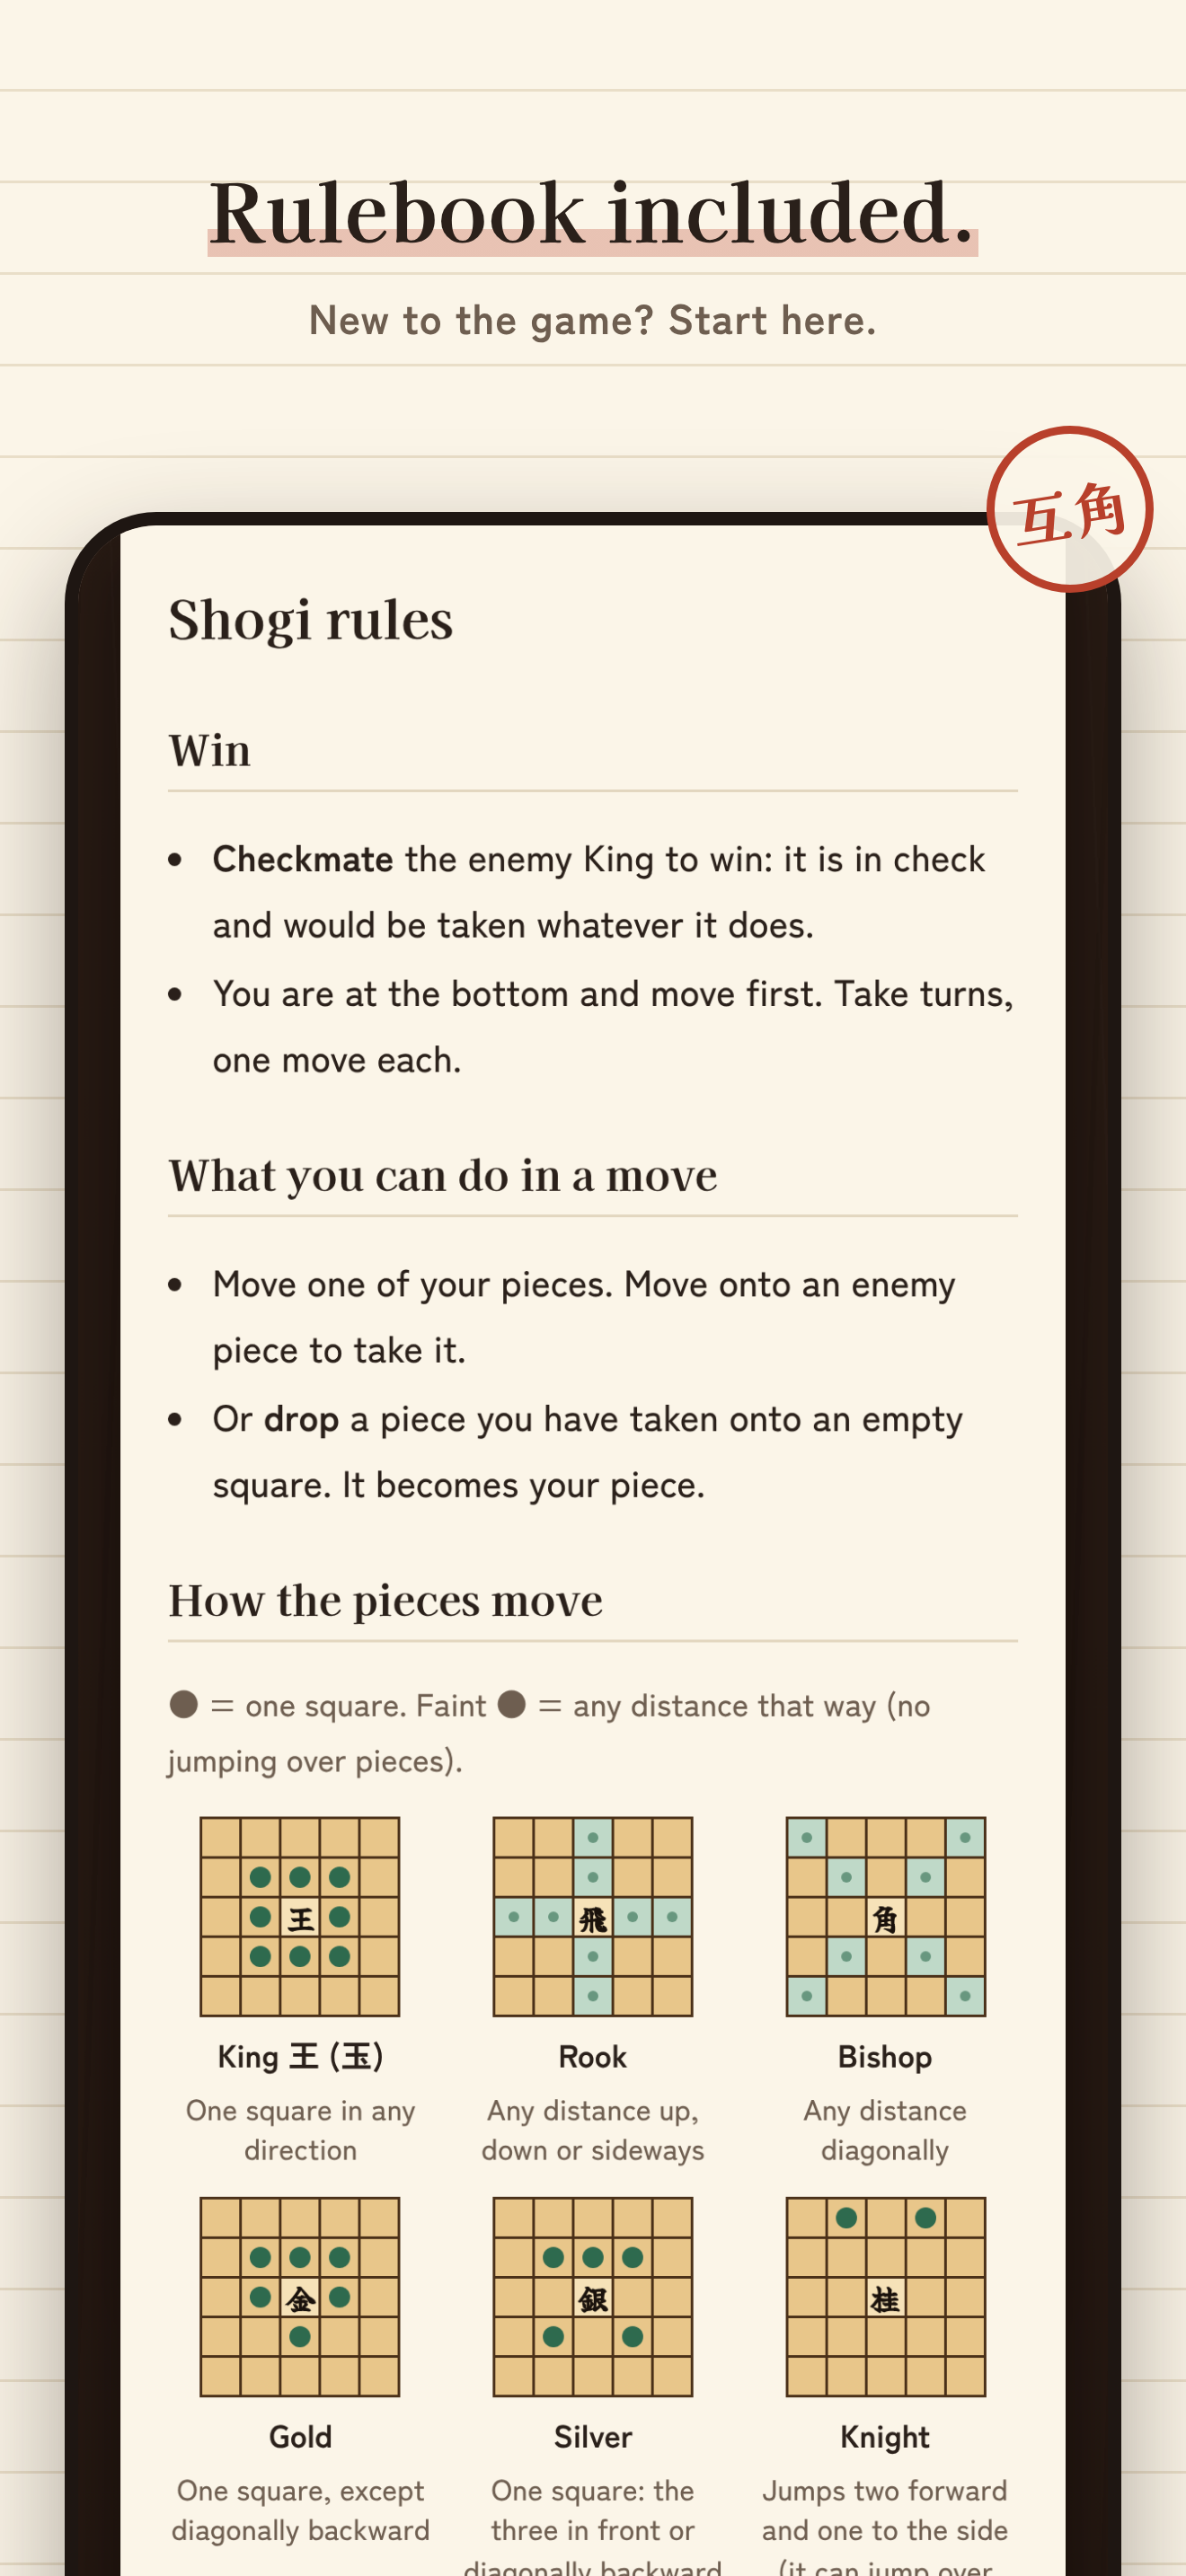 Rulebook included.
New to the game? Start here.
互角
Shogi rules
Win
• Checkmate the enemy King to win: it is in check
and would be taken whatever it does.
• You are at the bottom and move first. Take turns,
one move each.
What you can do in a move
• Move one of your pieces. Move onto an enemy
piece to take it.
• Or drop a piece you have taken onto an empty
square. It becomes your piece.
How the pieces move
● = one square. Faint ● = any distance that way (no
jumping over pieces).
王
飛
角
King 王 (玉)
Rook
Bishop
One square in any
direction
Any distance up,
down or sideways
Any distance
diagonally
金
銀
桂
Gold
Silver
Knight
One square, except
diagonally backward
One square: the
three in front or
diagonally backward
Jumps two forward
and one to the side
(it can jump over